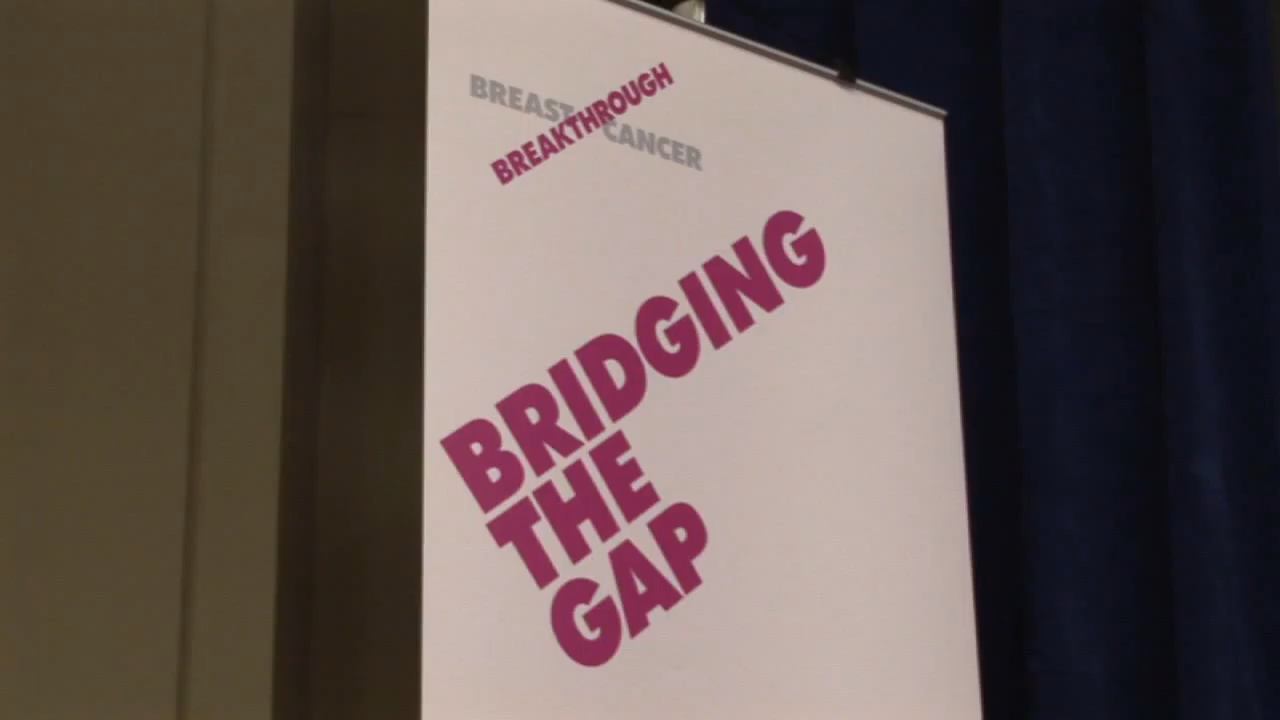 BREAST CANCER
BREAKTHROUGH
BRIDGING
THE
GAP